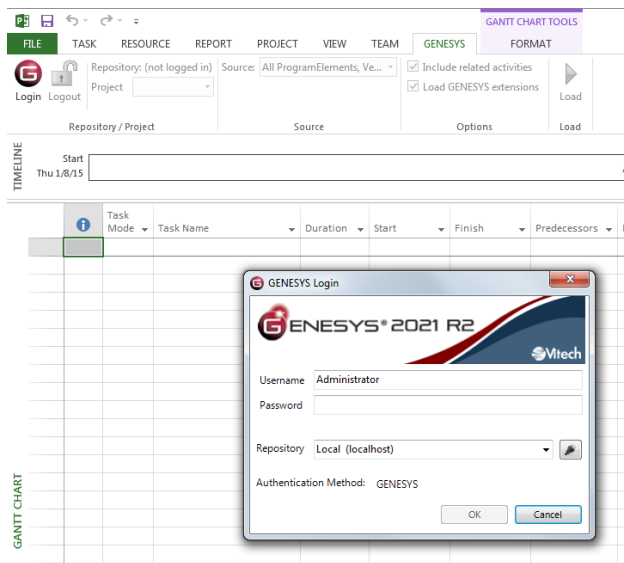 GANTT CHART TOOLS
FILE TASK RESOURCE REPORT PROJECT VIEW TEAM GENESYS FORMAT
Repository: (not logged in) Source: All ProgramElements, Ve... Include related activities
Project Load GENESYS extensions
Login Logout Load
Repository / Project Source Options Load
TIMELINE
Start
Thu 1/8/15
Task
Mode Task Name Duration Start Finish Predecessors
GENESYS Login
GENESYS® 2021 R2
Vitech
Username Administrator
Password
Repository Local (localhost)
Authentication Method: GENESYS
OK Cancel
GANTT CHART